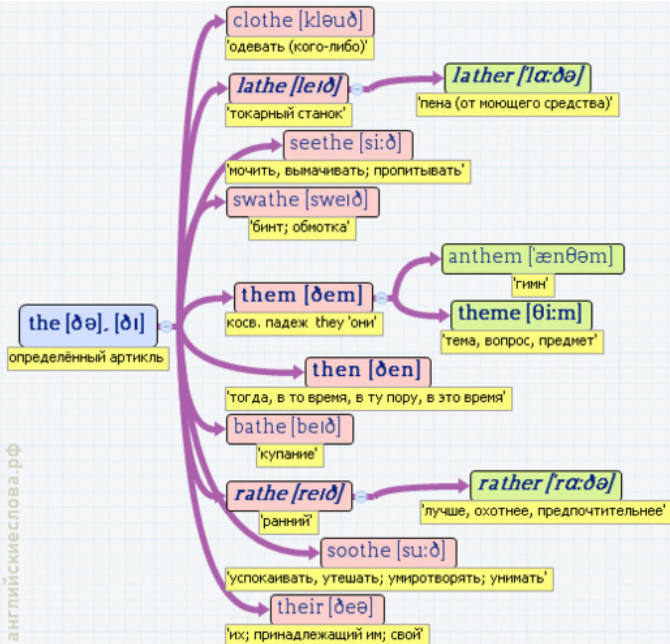 clothe [kləuð]
'одевать (кого-либо)'
lathe [leıð]
lather ['lɑ:ðə]
'токарный станок'
'пена (от моющего средства)'
seethe [si:ð]
'мочить, вымачивать; пропитывать'
swathe [sweıð]
'бинт; обмотка'
anthem ['ænθəm]
'гимн'
them [ðem]
косв. падеж they 'они'
theme [θi:m]
'тема, вопрос, предмет'
the [ðə], [ðı]
определённый артикль
then [ðen]
'тогда, в то время, в ту пору, в это время'
bathe [beıð]
'купание'
rathe [reıð]
rather ['rɑ:ðə]
'ранний'
'лучше, охотнее, предпочтительнее'
soothe [su:ð]
'успокаивать, утешать; умиротворять; унимать'
their [ðeə]
'их; принадлежащий им; свой'
английскиеслова.рф